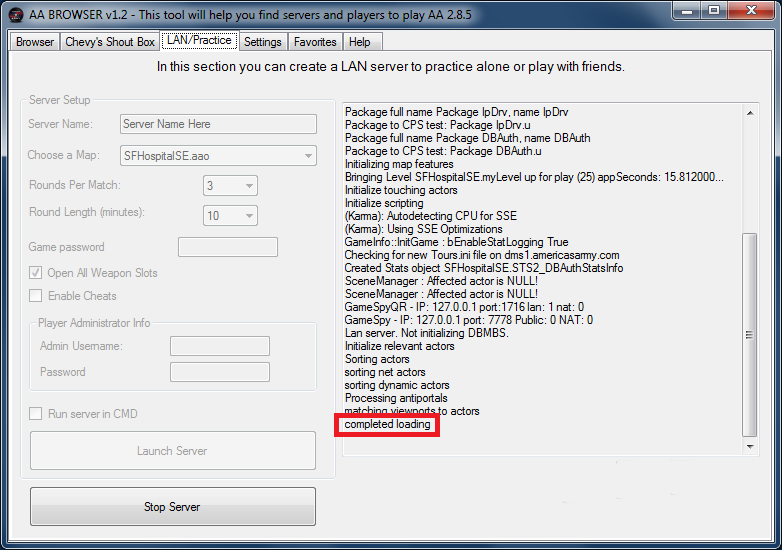 AA BROWSER v1.2 - This tool will help you find servers and players to play AA 2.8.5
Browser
Chevy's Shout Box
LAN/Practice
Settings
Favorites
Help
In this section you can create a LAN server to practice alone or play with friends.
Server Setup
Server Name:
Server Name Here
Choose a Map:
SFHospitalSE.aao
Rounds Per Match:
3
Round Length (minutes):
10
Game password
Open All Weapon Slots
Enable Cheats
Player Administrator Info
Admin Username:
Password
Run server in CMD
Launch Server
Stop Server
Package full name Package IpDrv, name IpDrv
Package to CPS test: Package IpDrv.u
Package full name Package DBAuth, name DBAuth
Package to CPS test: Package DBAuth.u
Initializing map features
Bringing Level SFHospitalSE.myLevel up for play (25) appSeconds: 15.812000...
Initialize touching actors
Initialize scripting
(Karma): Autodetecting CPU for SSE
(Karma): Using SSE Optimizations
GameInfo::InitGame : bEnableStatLogging True
Checking for new Tours.ini file on dms1.americasarmy.com
Created Stats object SFHospitalSE.STS2_DBAuthStatsInfo
SceneManager : Affected actor is NULL!
SceneManager : Affected actor is NULL!
GameSpyQR - IP: 127.0.0.1 port:1716 lan: 1 nat: 0
GameSpy - IP: 127.0.0.1 port: 7778 Public: 0 NAT: 0
Lan server. Not initializing DBMBS.
Initialize relevant actors
Sorting actors
sorting net actors
sorting dynamic actors
Processing antiportals
matching viewports to actors
completed loading